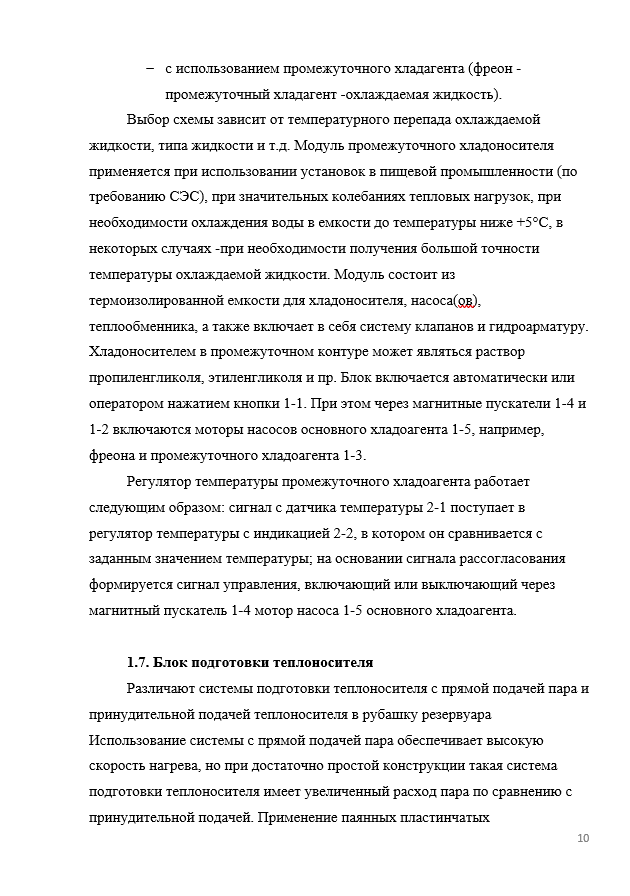 − с использованием промежуточного хладагента (фреон -
промежуточный хладагент -охлаждаемая жидкость).
Выбор схемы зависит от температурного перепада охлаждаемой
жидкости, типа жидкости и т.д. Модуль промежуточного хладоносителя
применяется при использовании установок в пищевой промышленности (по
требованию СЭС), при значительных колебаниях тепловых нагрузок, при
необходимости охлаждения воды в емкости до температуры ниже +5°С, в
некоторых случаях -при необходимости получения большой точности
температуры охлаждаемой жидкости. Модуль состоит из
термоизолированной емкости для хладоносителя, насоса(ов),
теплообменника, а также включает в себя систему клапанов и гидроарматуру.
Хладоносителем в промежуточном контуре может являться раствор
пропиленгликоля, этиленгликоля и пр. Блок включается автоматически или
оператором нажатием кнопки 1-1. При этом через магнитные пускатели 1-4 и
1-2 включаются моторы насосов основного хладоагента 1-5, например,
фреона и промежуточного хладоагента 1-3.
Регулятор температуры промежуточного хладоагента работает
следующим образом: сигнал с датчика температуры 2-1 поступает в
регулятор температуры с индикацией 2-2, в котором он сравнивается с
заданным значением температуры; на основании сигнала рассогласования
формируется сигнал управления, включающий или выключающий через
магнитный пускатель 1-4 мотор насоса 1-5 основного хладоагента.
1.7. Блок подготовки теплоносителя
Различают системы подготовки теплоносителя с прямой подачей пара и
принудительной подачей теплоносителя в рубашку резервуара
Использование системы с прямой подачей пара обеспечивает высокую
скорость нагрева, но при достаточно простой конструкции такая система
подготовки теплоносителя имеет увеличенный расход пара по сравнению с
принудительной подачей. Применение паянных пластинчатых
10